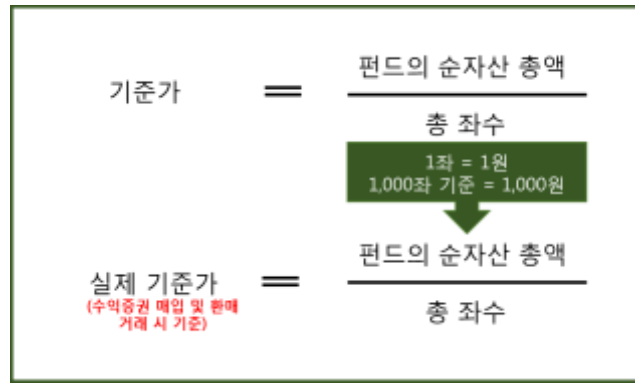 기준가 = 펀드의 순자산 총액
총 좌수
1좌 = 1원
1,000좌 기준 = 1,000원
실제 기준가 = 펀드의 순자산 총액
(수익증권 매입 및 환매
거래 시 기준)
총 좌수